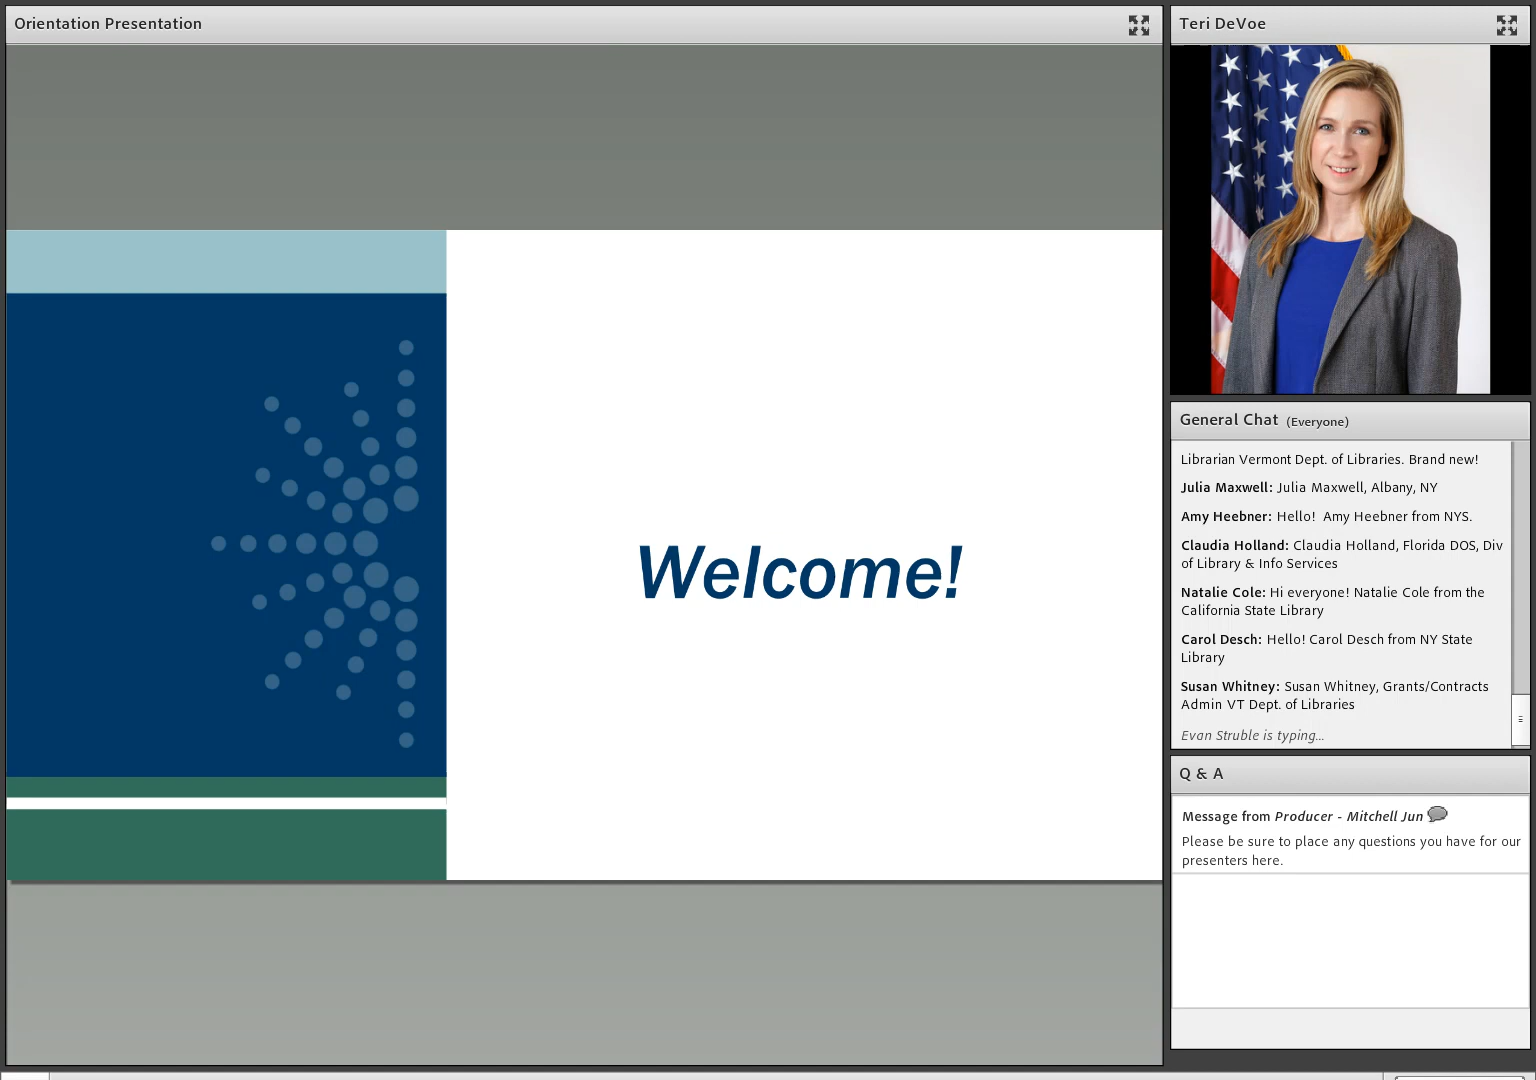 Orientation Presentation
Welcome!
Teri DeVoe
General Chat (Everyone)
Librarian Vermont Dept. of Libraries. Brand new!
Julia Maxwell: Julia Maxwell, Albany, NY
Amy Heebner: Hello!  Amy Heebner from NYS.
Claudia Holland: Claudia Holland, Florida DOS, Div
of Library & Info Services
Natalie Cole: Hi everyone! Natalie Cole from the
California State Library
Carol Desch: Hello! Carol Desch from NY State
Library
Susan Whitney: Susan Whitney, Grants/Contracts
Admin VT Dept. of Libraries
Evan Struble is typing...
Q & A
Message from Producer - Mitchell Jun
Please be sure to place any questions you have for our
presenters here.